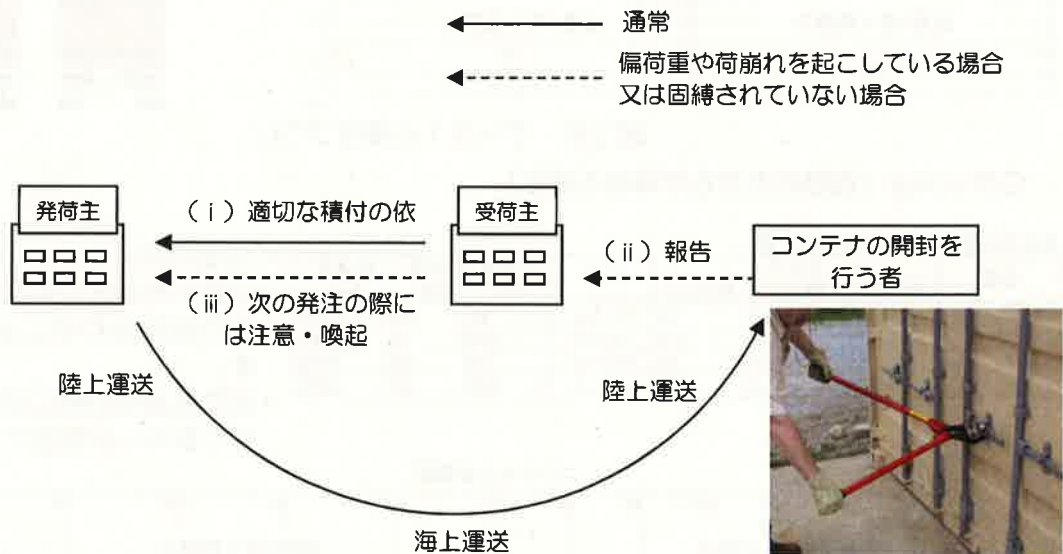 通常
偏荷重や荷崩れを起こしている場合
又は固縛されていない場合
発荷主
(ⅰ)適切な積付の依
受荷主
(ⅱ)報告
コンテナの開封を
行う者
(ⅲ)次の発注の際に
は注意・喚起
陸上運送
陸上運送
海上運送